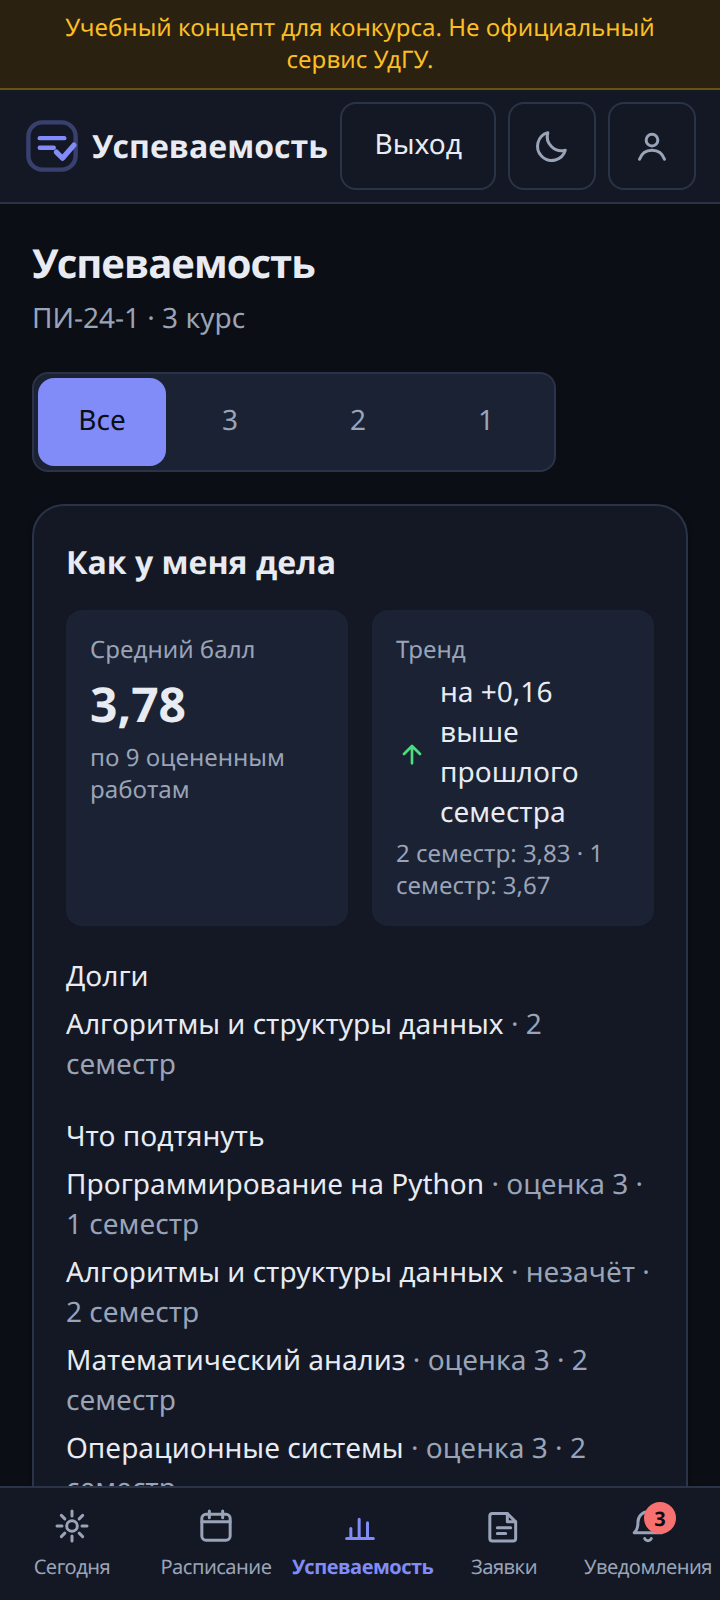 Учебный концепт для конкурса. Не официальный
сервис УдГУ.
Успеваемость
Выход
Успеваемость
ПИ-24-1 · 3 курс
Все 3 2 1
Как у меня дела
Средний балл
3,78
по 9 оцененным
работам
Тренд
на +0,16
выше
прошлого
семестра
2 семестр: 3,83 · 1
семестр: 3,67
Долги
Алгоритмы и структуры данных · 2
семестр
Что подтянуть
Программирование на Python · оценка 3 ·
1 семестр
Алгоритмы и структуры данных · незачёт ·
2 семестр
Математический анализ · оценка 3 · 2
семестр
Операционные системы · оценка 3 · 2
семестр
3
Сегодня Расписание Успеваемость Заявки Уведомления